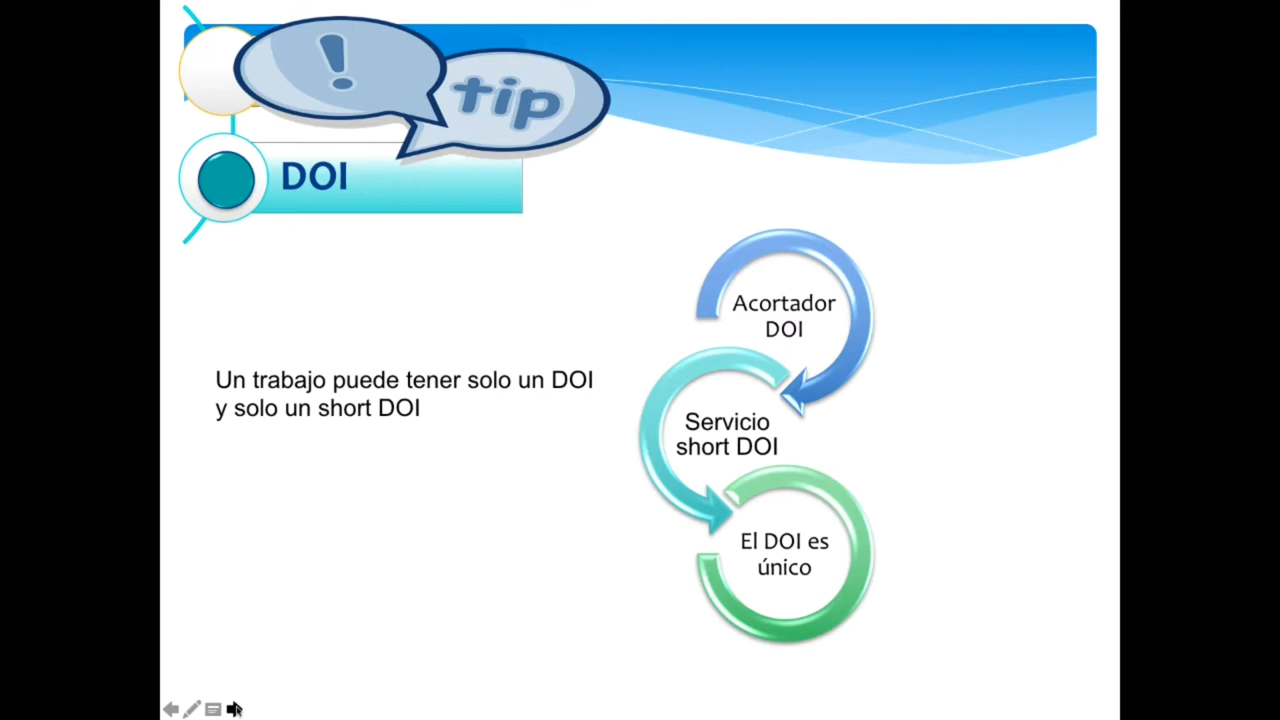 !
tip
DOI
Acortador
DOI
Un trabajo puede tener solo un DOI
y solo un short DOI
Servicio
short DOI
El DOI es
único